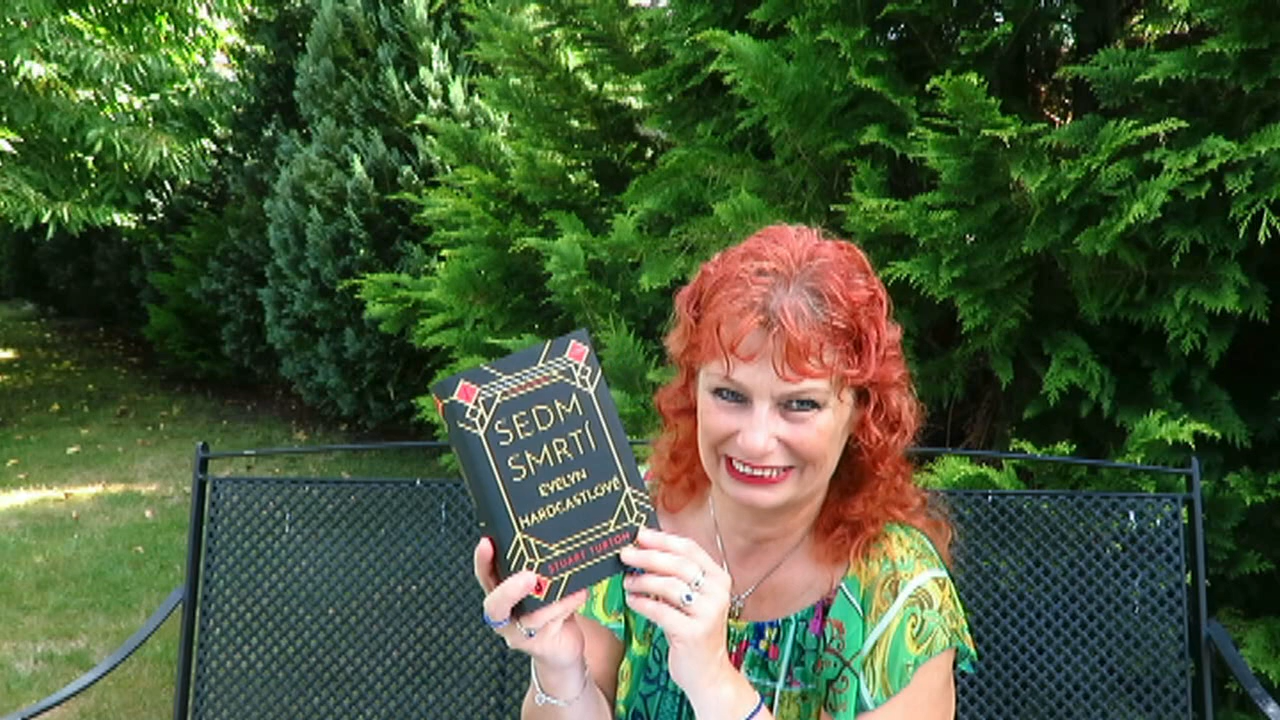 SEDM
SMRTÍ
EVELYN
HARDCASTLOVÉ
STUART TURTON